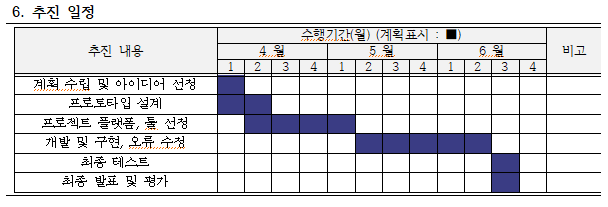 6. 추진 일정
추진 내용
수행기간(월) (계획표시 : ■)
비고
4 월 5 월 6 월
1 2 3 4 1 2 3 4 1 2 3 4
계획 수립 및 아이디어 선정
프로토타입 설계
프로젝트 플랫폼, 툴 선정
개발 및 구현, 오류 수정
최종 테스트
최종 발표 및 평가